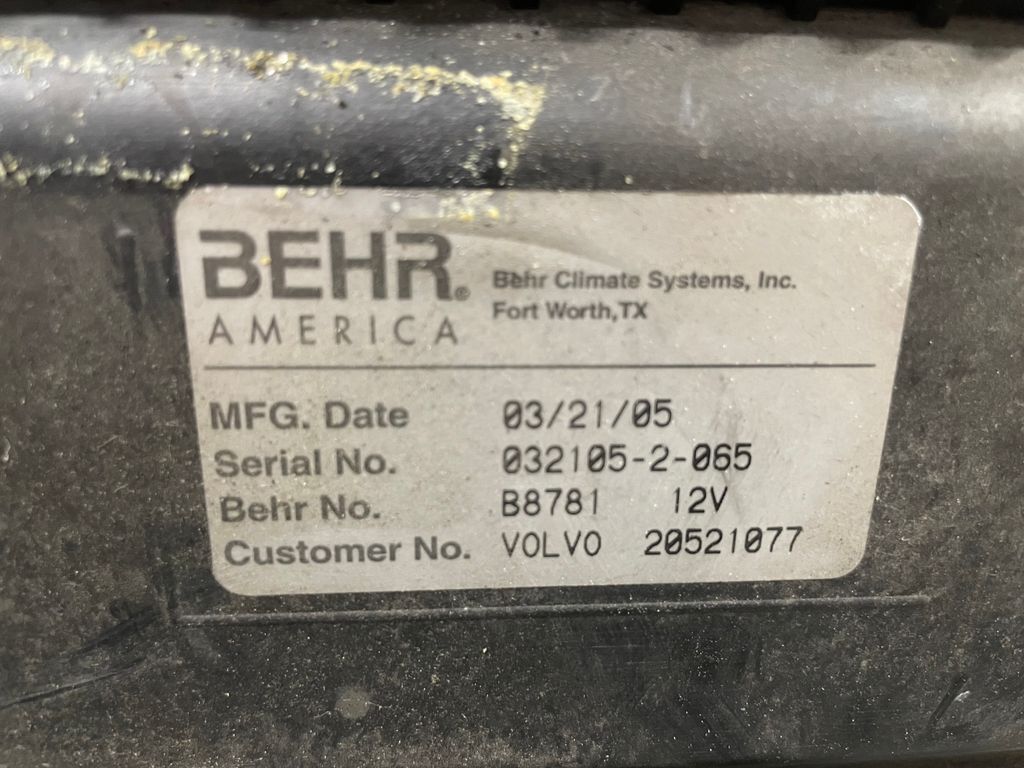 BEHR®
AMERICA
Behr Climate Systems, Inc.
Fort Worth,TX
MFG. Date 03/21/05
Serial No. 032105-2-065
Behr No. B8781 12V
Customer No. VOLVO 20521077